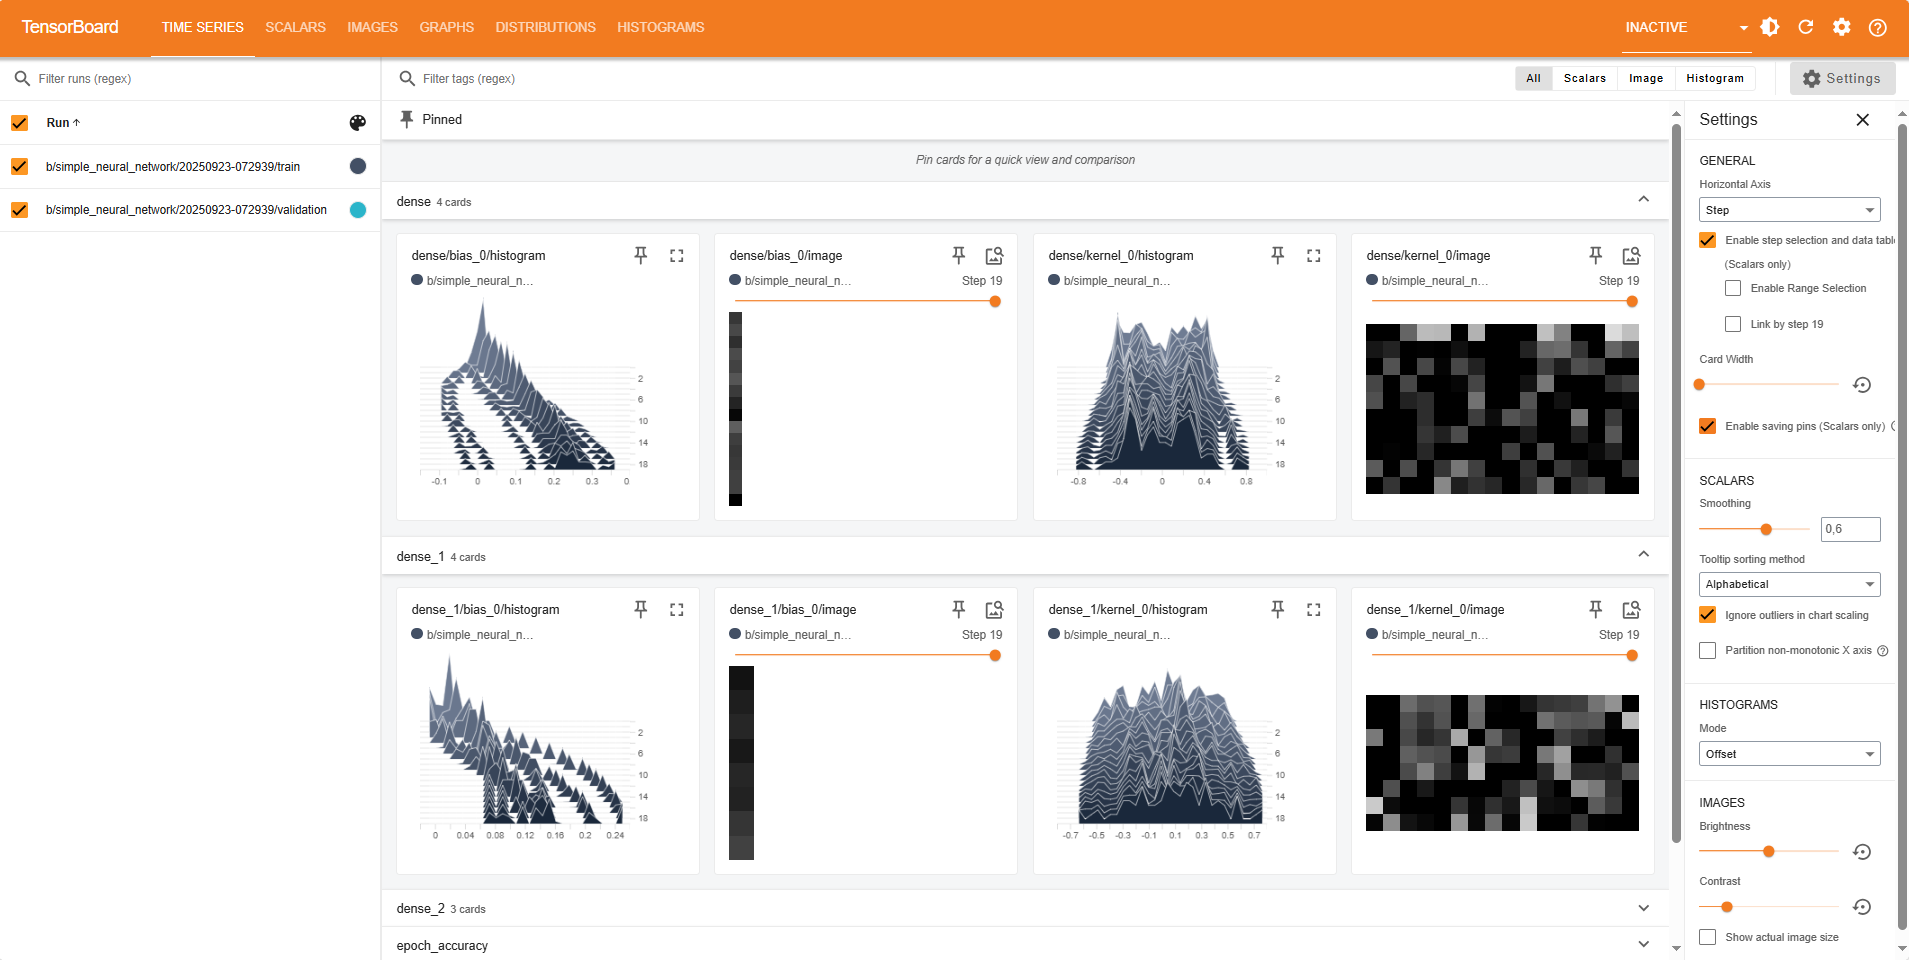 TensorBoard
TIME SERIES
SCALARS
IMAGES
GRAPHS
DISTRIBUTIONS
HISTOGRAMS
INACTIVE
Filter runs (regex)
Filter tags (regex)
All
Scalars
Image
Histogram
Settings
Run
b/simple_neural_network/20250923-072939/train
b/simple_neural_network/20250923-072939/validation
Pinned
Pin cards for a quick view and comparison
dense 4 cards
dense/bias_0/histogram
b/simple_neural_n...
2
6
10
14
18
-0.1 0 0.1 0.2 0.3 0
dense/bias_0/image
b/simple_neural_n...
Step 19
dense/kernel_0/histogram
b/simple_neural_n...
2
6
10
14
18
-0.8 -0.4 0 0.4 0.8
dense/kernel_0/image
b/simple_neural_n...
Step 19
dense_1 4 cards
dense_1/bias_0/histogram
b/simple_neural_n...
2
6
10
14
18
0 0.04 0.08 0.12 0.16 0.2 0.24
dense_1/bias_0/image
b/simple_neural_n...
Step 19
dense_1/kernel_0/histogram
b/simple_neural_n...
2
6
10
14
18
-0.7 -0.5 -0.3 -0.1 0.1 0.3 0.5 0.7
dense_1/kernel_0/image
b/simple_neural_n...
Step 19
dense_2 3 cards
epoch_accuracy
Settings
GENERAL
Horizontal Axis
Step
Enable step selection and data tabl
(Scalars only)
Enable Range Selection
Link by step 19
Card Width
Enable saving pins (Scalars only)
SCALARS
Smoothing
0,6
Tooltip sorting method
Alphabetical
Ignore outliers in chart scaling
Partition non-monotonic X axis
HISTOGRAMS
Mode
Offset
IMAGES
Brightness
Contrast
Show actual image size